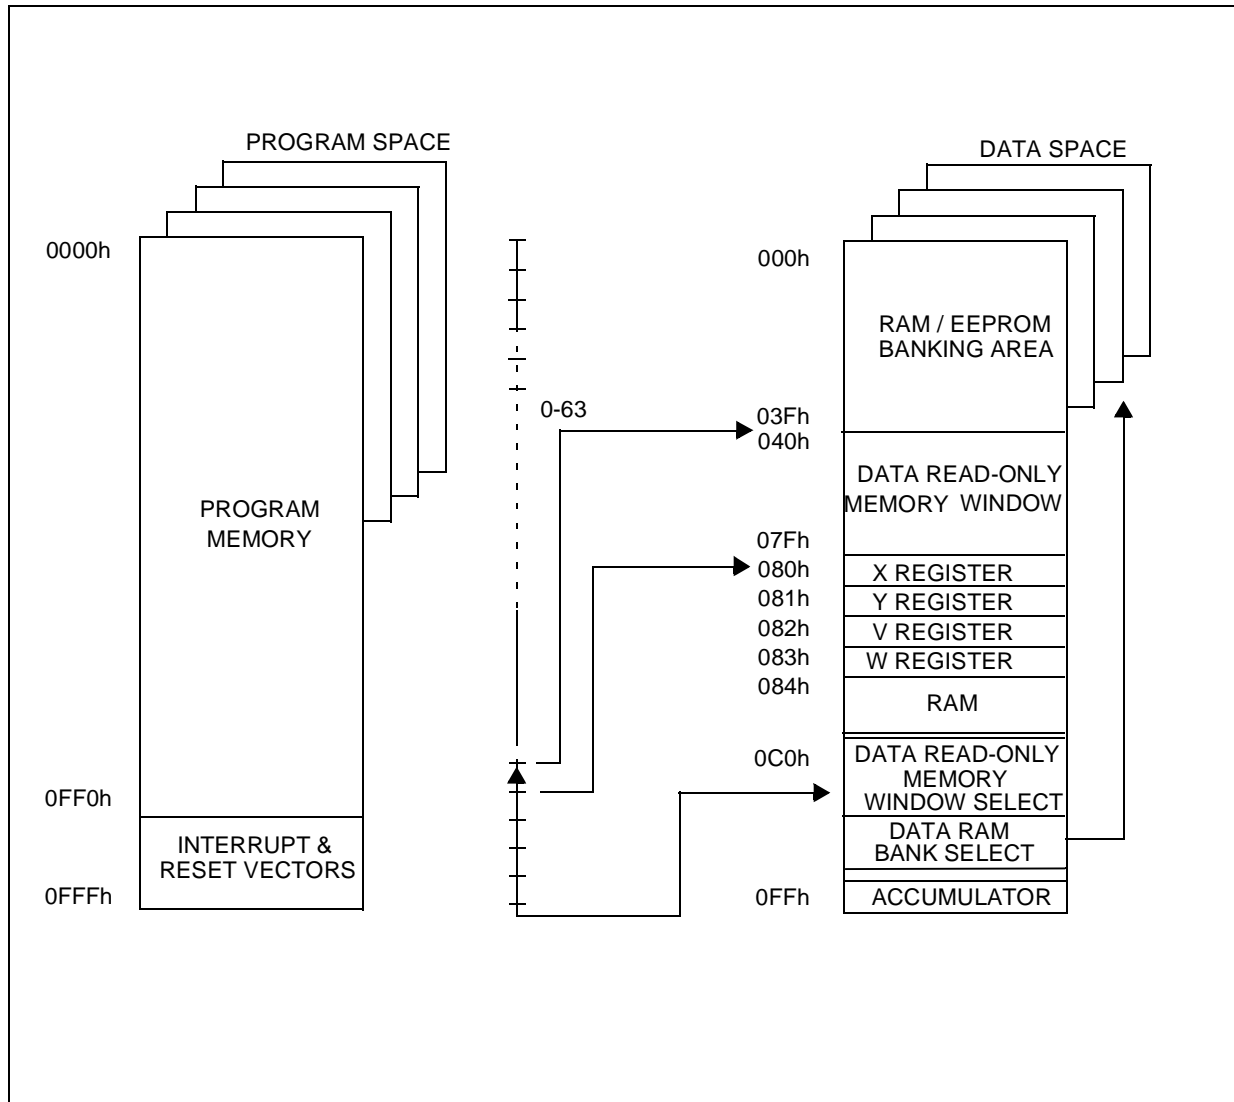 PROGRAM SPACE
0000h
PROGRAM
MEMORY
0FF0h
INTERRUPT &
RESET VECTORS
0FFFh
0-63
DATA SPACE
000h
RAM / EEPROM
BANKING AREA
03Fh
040h
DATA READ-ONLY
MEMORY WINDOW
07Fh
080h
X REGISTER
081h
Y REGISTER
082h
V REGISTER
083h
W REGISTER
084h
RAM
0C0h
DATA READ-ONLY
MEMORY
WINDOW SELECT
DATA RAM
BANK SELECT
0FFh
ACCUMULATOR